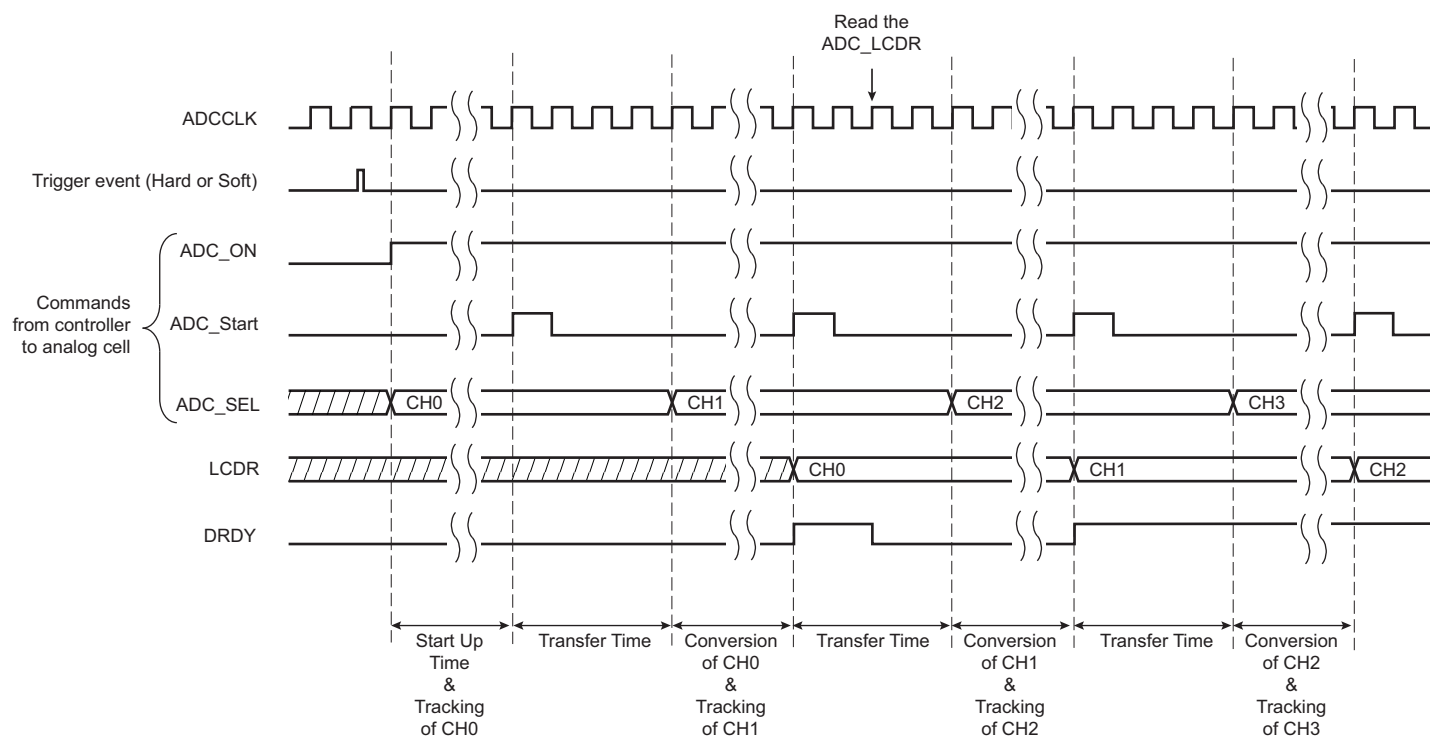 Read the
ADC_LCDR
ADCCLK
Trigger event (Hard or Soft)
ADC_ON
Commands
from controller
to analog cell
ADC_Start
ADC_SEL
CH0
CH1
CH2
CH3
LCDR
CH0
CH1
CH2
DRDY
Start Up
Time
&
Tracking
of CH0
Transfer Time
Conversion
of CH0
&
Tracking
of CH1
Transfer Time
Conversion
of CH1
&
Tracking
of CH2
Transfer Time
Conversion
of CH2
&
Tracking
of CH3